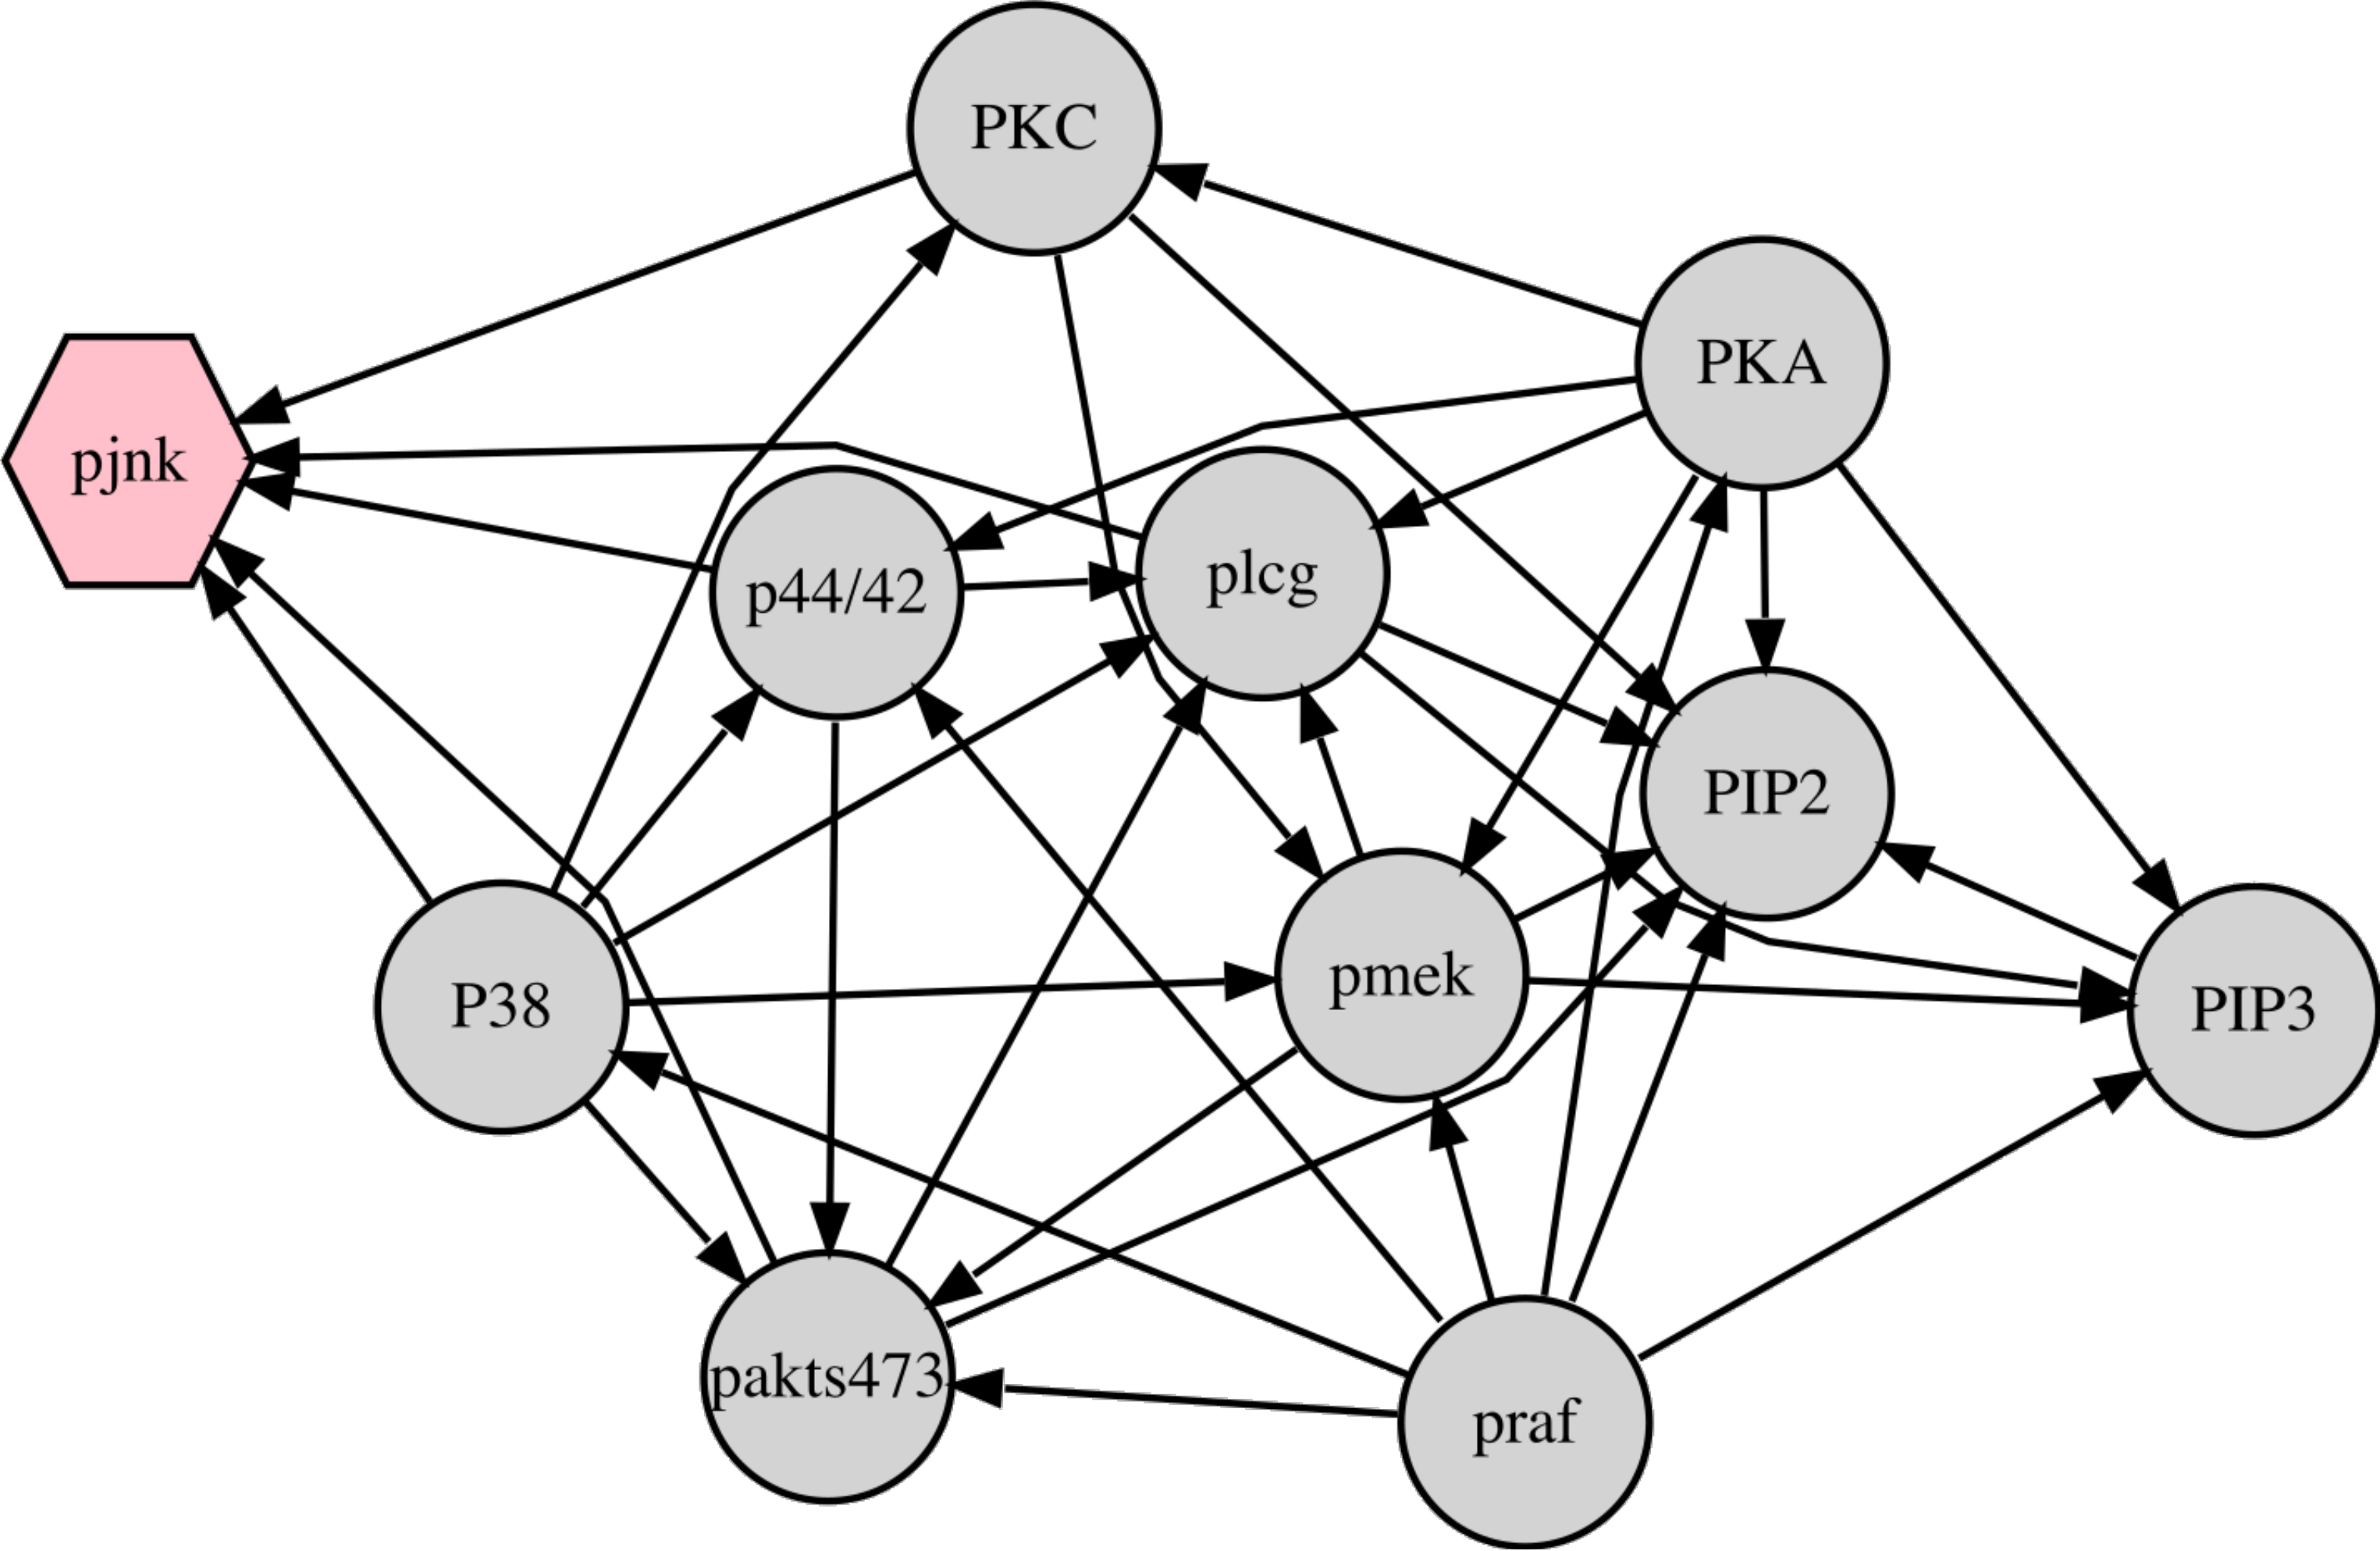 PKC
PKA
pjnk
p44/42
plcg
PIP2
P38
pmek
PIP3
pakts473
praf